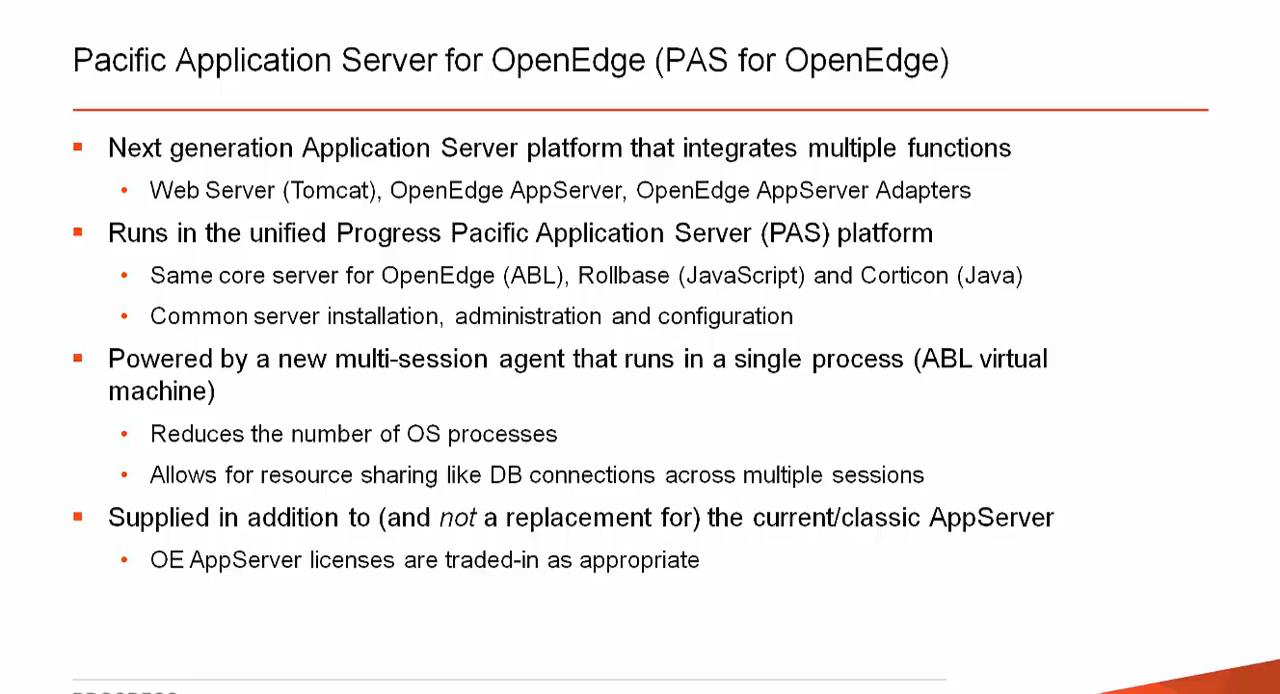 Pacific Application Server for OpenEdge (PAS for OpenEdge)
Next generation Application Server platform that integrates multiple functions
Web Server (Tomcat), OpenEdge AppServer, OpenEdge AppServer Adapters
Runs in the unified Progress Pacific Application Server (PAS) platform
Same core server for OpenEdge (ABL), Rollbase (JavaScript) and Corticon (Java)
Common server installation, administration and configuration
Powered by a new multi-session agent that runs in a single process (ABL virtual
machine)
Reduces the number of OS processes
Allows for resource sharing like DB connections across multiple sessions
Supplied in addition to (and not a replacement for) the current/classic AppServer
OE AppServer licenses are traded-in as appropriate